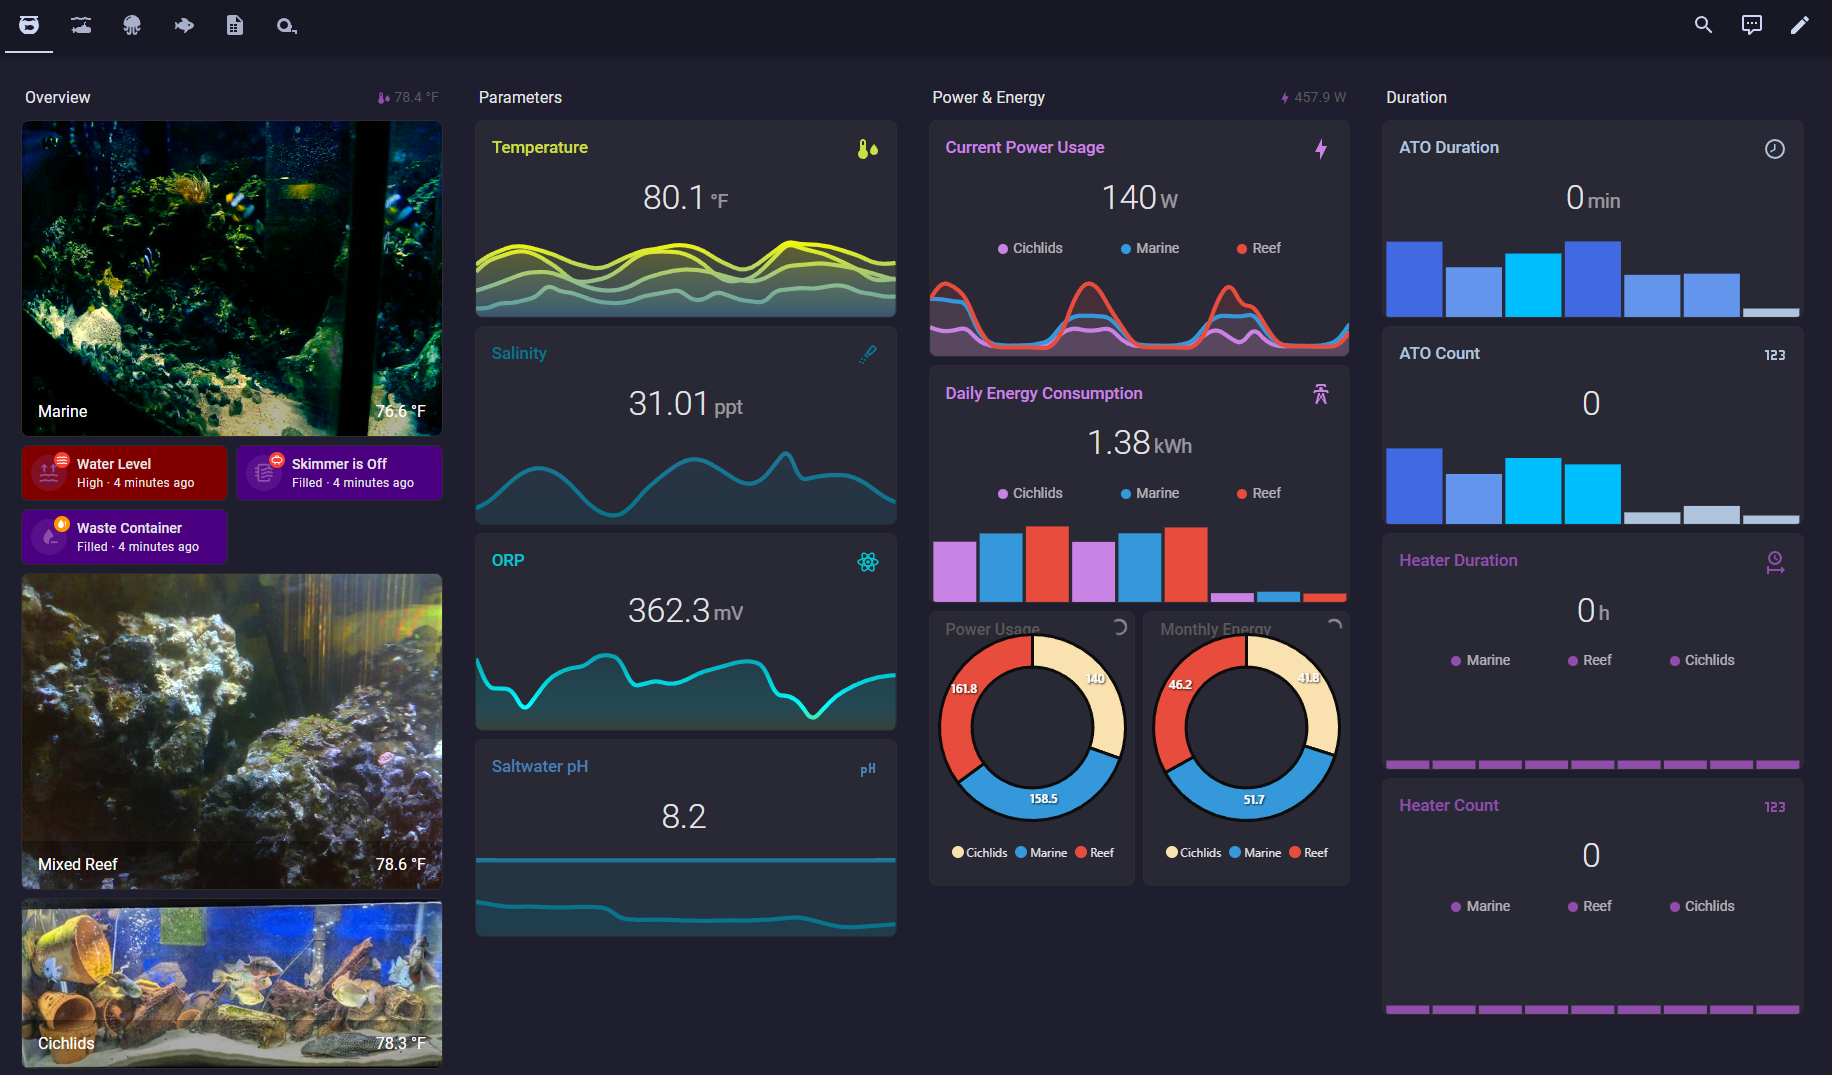 Overview
78.4 °F
Marine
76.6 °F
Water Level
High · 4 minutes ago
Skimmer is Off
Filled · 4 minutes ago
Waste Container
Filled · 4 minutes ago
Mixed Reef
78.6 °F
Cichlids
78.3 °F
Parameters
Temperature
80.1 °F
Salinity
31.01 ppt
ORP
362.3 mV
Saltwater pH
pH
8.2
Power & Energy
457.9 W
Current Power Usage
140 W
Cichlids Marine Reef
Daily Energy Consumption
1.38 kWh
Cichlids Marine Reef
Power Usage
161.8
140
158.5
Cichlids Marine Reef
Monthly Energy
46.2
41.8
51.7
Cichlids Marine Reef
Duration
ATO Duration
0 min
ATO Count
123
0
Heater Duration
0 h
Marine Reef Cichlids
Heater Count
123
0
Marine Reef Cichlids